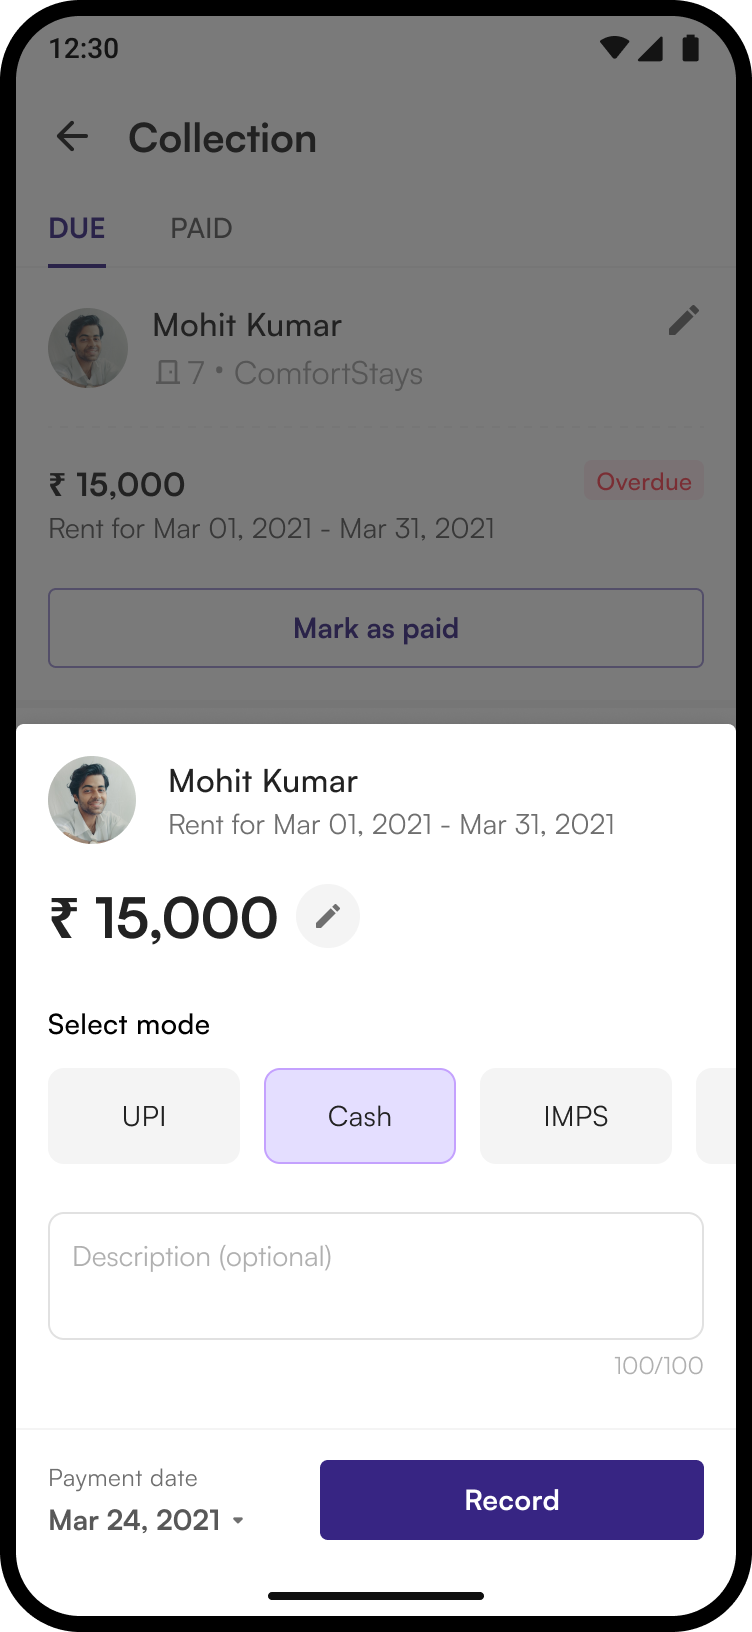 12:30
Collection
DUE PAID
Mohit Kumar
7 • ComfortStays
₹ 15,000 Overdue
Rent for Mar 01, 2021 - Mar 31, 2021
Mark as paid
Mohit Kumar
Rent for Mar 01, 2021 - Mar 31, 2021
₹ 15,000
Select mode
UPI Cash IMPS
Description (optional)
100/100
Payment date
Mar 24, 2021
Record